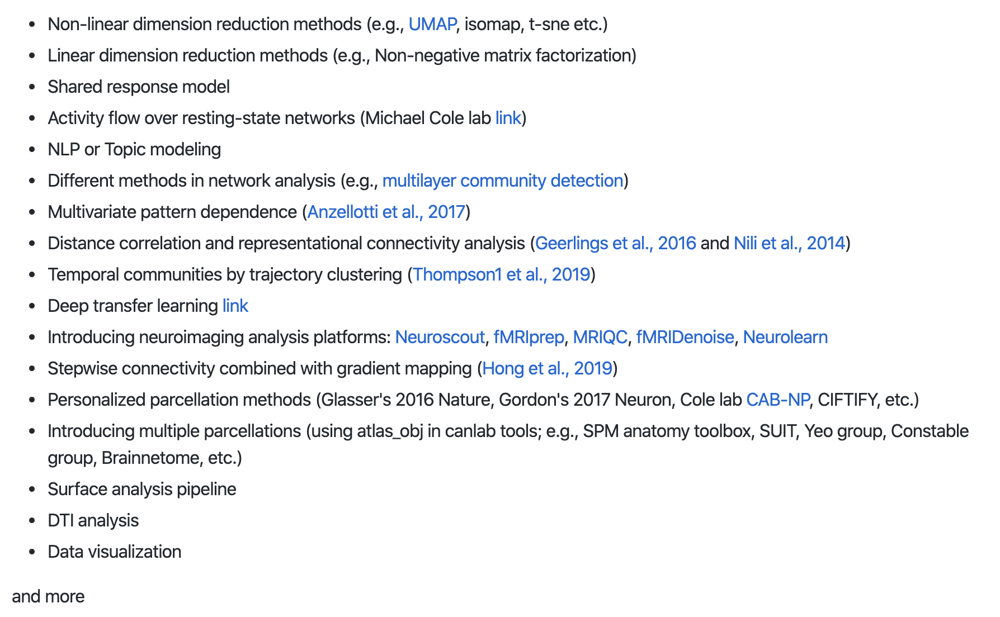 • Non-linear dimension reduction methods (e.g., UMAP, isomap, t-sne etc.)
• Linear dimension reduction methods (e.g., Non-negative matrix factorization)
• Shared response model
• Activity flow over resting-state networks (Michael Cole lab link)
• NLP or Topic modeling
• Different methods in network analysis (e.g., multilayer community detection)
• Multivariate pattern dependence (Anzellotti et al., 2017)
• Distance correlation and representational connectivity analysis (Geerlings et al., 2016 and Nili et al., 2014)
• Temporal communities by trajectory clustering (Thompson1 et al., 2019)
• Deep transfer learning link
• Introducing neuroimaging analysis platforms: Neuroscout, fMRIprep, MRIQC, fMRIDenoise, Neurolearn
• Stepwise connectivity combined with gradient mapping (Hong et al., 2019)
• Personalized parcellation methods (Glasser's 2016 Nature, Gordon's 2017 Neuron, Cole lab CAB-NP, CIFTIFY, etc.)
• Introducing multiple parcellations (using atlas_obj in canlab tools; e.g., SPM anatomy toolbox, SUIT, Yeo group, Constable
group, Brainnetome, etc.)
• Surface analysis pipeline
• DTI analysis
• Data visualization
and more